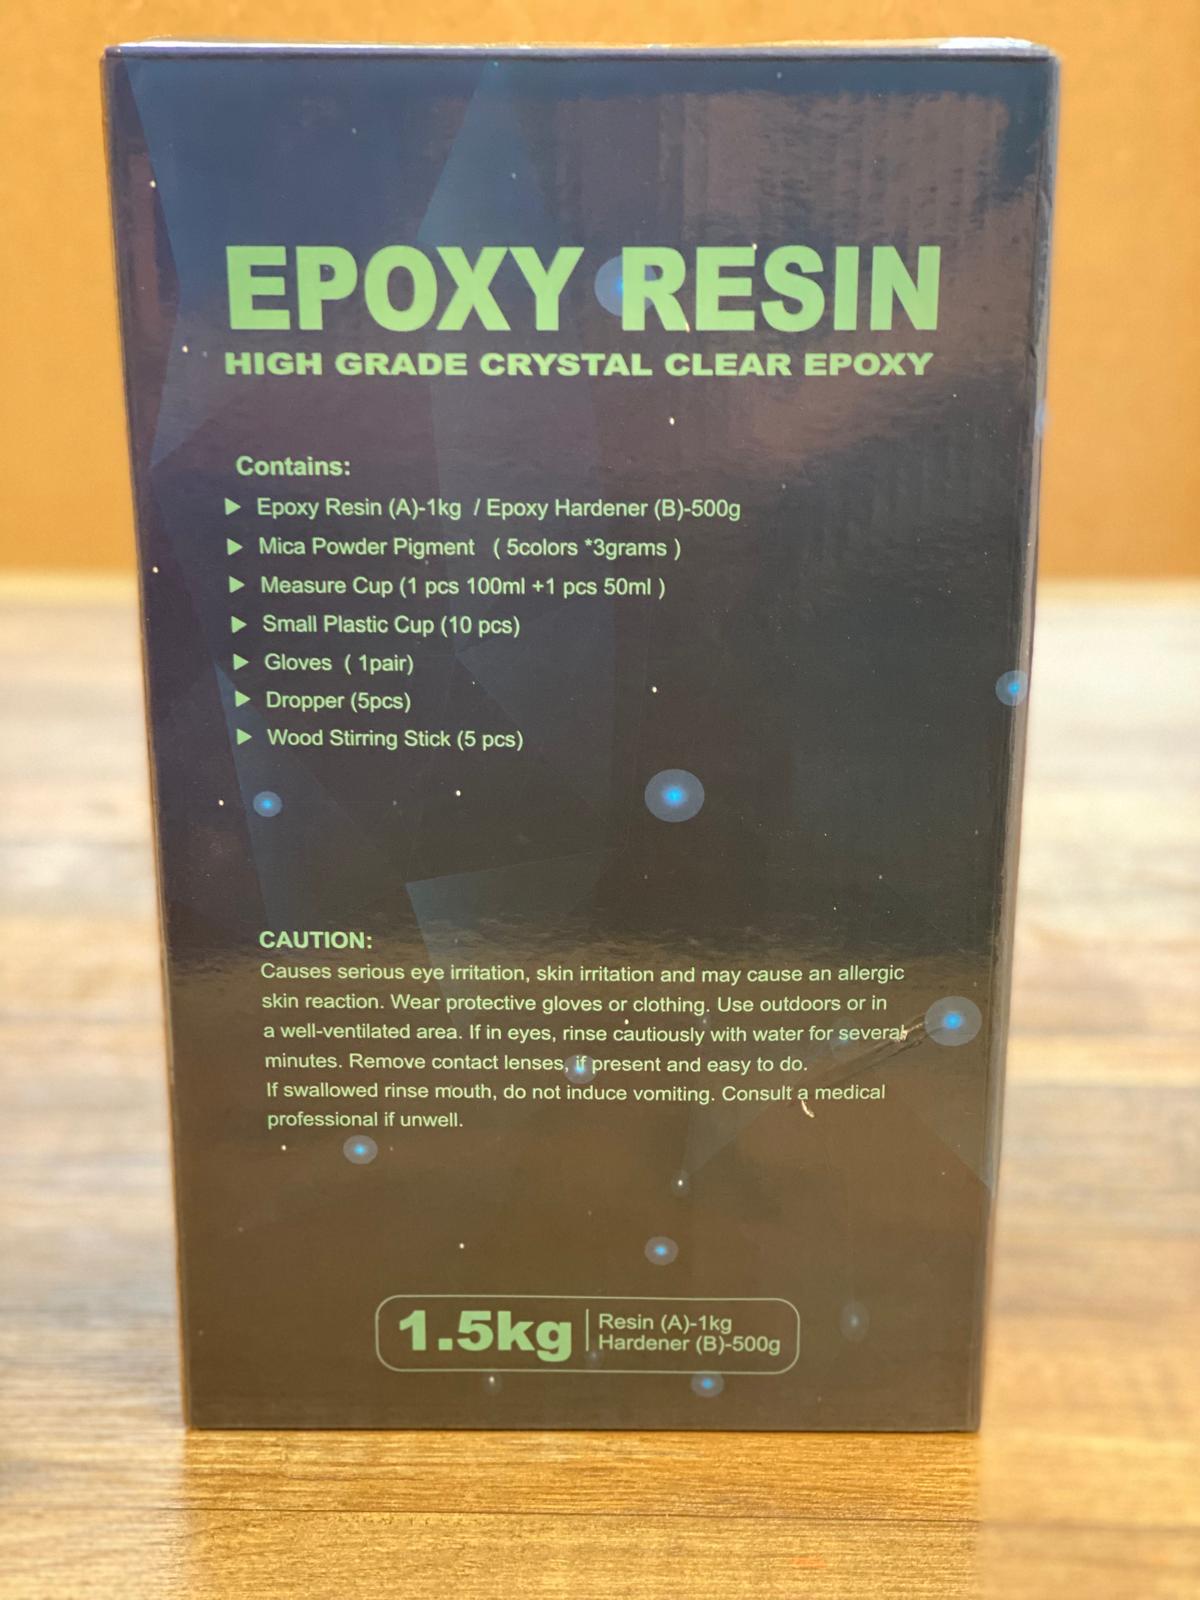 EPOXY RESIN
HIGH GRADE CRYSTAL CLEAR EPOXY
Contains:
▶ Epoxy Resin (A)-1kg / Epoxy Hardener (B)-500g
▶ Mica Powder Pigment ( 5colors *3grams )
▶ Measure Cup (1 pcs 100ml +1 pcs 50ml )
▶ Small Plastic Cup (10 pcs)
▶ Gloves ( 1pair)
▶ Dropper (5pcs)
▶ Wood Stirring Stick (5 pcs)
CAUTION:
Causes serious eye irritation, skin irritation and may cause an allergic
skin reaction. Wear protective gloves or clothing. Use outdoors or in
a well-ventilated area. If in eyes, rinse cautiously with water for several
minutes. Remove contact lenses, if present and easy to do.
If swallowed rinse mouth, do not induce vomiting. Consult a medical
professional if unwell.
1.5kg
Resin (A)-1kg
Hardener (B)-500g